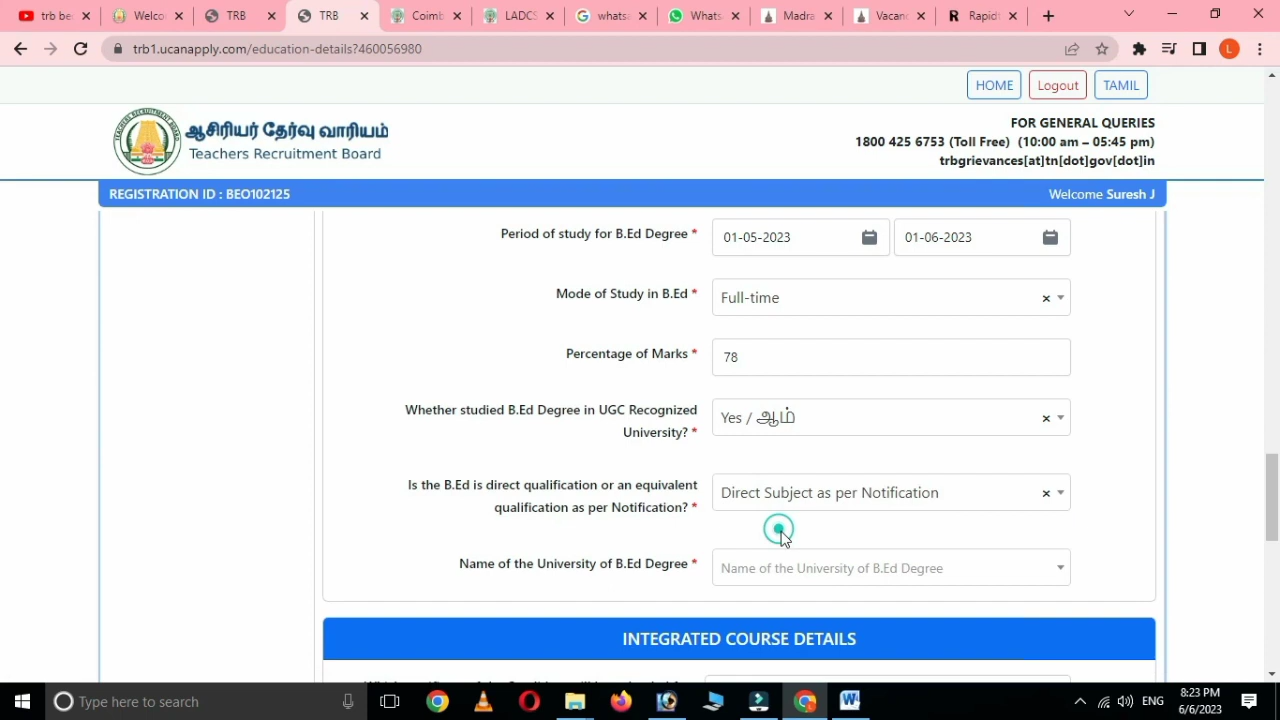 trb be
Welco
TRB
TRB
Coimb
LADCS
whats
Whats
Madra
Vacan
Rapid
trb1.ucanapply.com/education-details?460056980
L
HOME
Logout
TAMIL
ஆசிரியர் தேர்வு வாரியம்
Teachers Recruitment Board
FOR GENERAL QUERIES
1800 425 6753 (Toll Free) (10:00 am – 05:45 pm)
trbgrievances[at]tn[dot]gov[dot]in
REGISTRATION ID : BEO102125
Welcome Suresh J
Period of study for B.Ed Degree *
01-05-2023
01-06-2023
Mode of Study in B.Ed *
Full-time
Percentage of Marks *
78
Whether studied B.Ed Degree in UGC Recognized
University? *
Yes / ஆம்
Is the B.Ed is direct qualification or an equivalent
qualification as per Notification? *
Direct Subject as per Notification
Name of the University of B.Ed Degree *
Name of the University of B.Ed Degree
INTEGRATED COURSE DETAILS
Type here to search
ENG
8:23 PM
6/6/2023